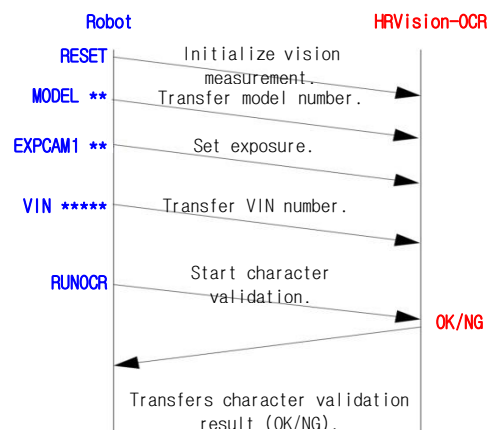 Robot HRVision-OCR
RESET Initialize vision
measurement.
MODEL ** Transfer model number.
EXPCAM1 ** Set exposure.
VIN ***** Transfer VIN number.
Start character
RUNOCR validation.
OK/NG
Transfers character validation
result (OK/NG).